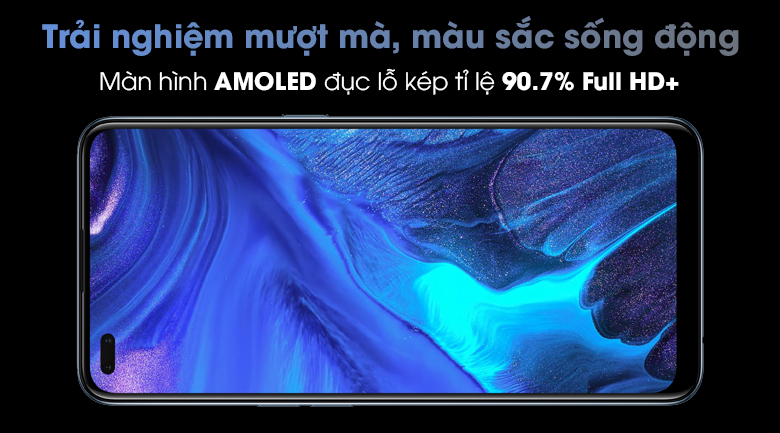 Trải nghiệm mượt mà, màu sắc sống động
Màn hình AMOLED đục lỗ kép tỉ lệ 90.7% Full HD+